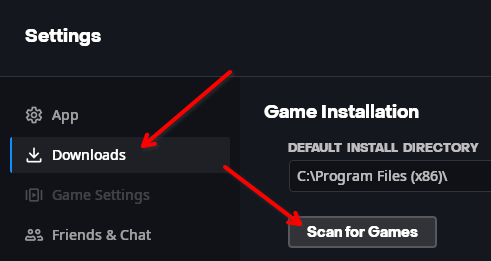 Settings
App
Downloads
Game Settings
Friends & Chat
Game Installation
DEFAULT INSTALL DIRECTORY
C:\Program Files (x86)\
Scan for Games